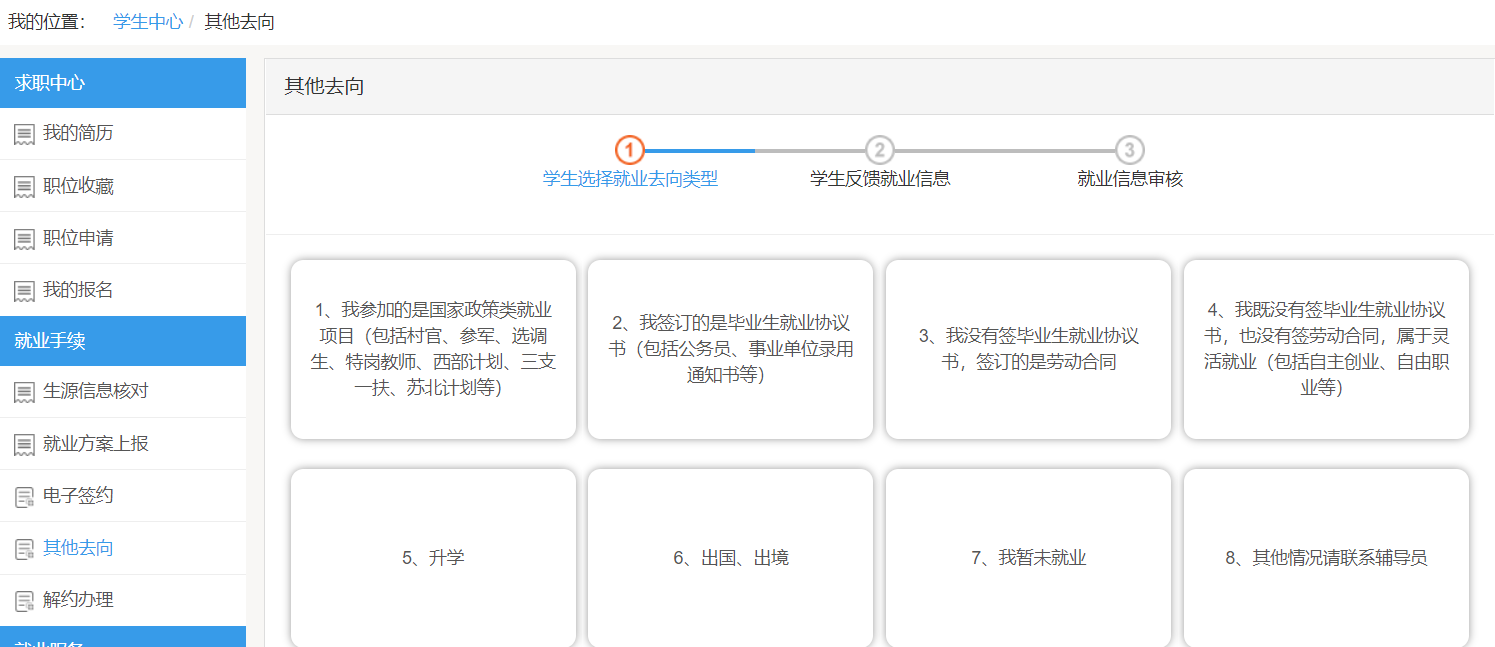 我的位置： 学生中心 / 其他去向
求职中心
我的简历
职位收藏
职位申请
我的报名
就业手续
生源信息核对
就业方案上报
电子签约
其他去向
解约办理
就业服务
其他去向
1 2 3
学生选择就业去向类型 学生反馈就业信息 就业信息审核
1、我参加的是国家政策类就业
项目（包括村官、参军、选调
生、特岗教师、西部计划、三支
一扶、苏北计划等）
2、我签订的是毕业生就业协议
书（包括公务员、事业单位录用
通知书等）
3、我没有签毕业生就业协议
书，签订的是劳动合同
4、我既没有签毕业生就业协议
书，也没有签劳动合同，属于灵
活就业（包括自主创业、自由职
业等）
5、升学
6、出国、出境
7、我暂未就业
8、其他情况请联系辅导员